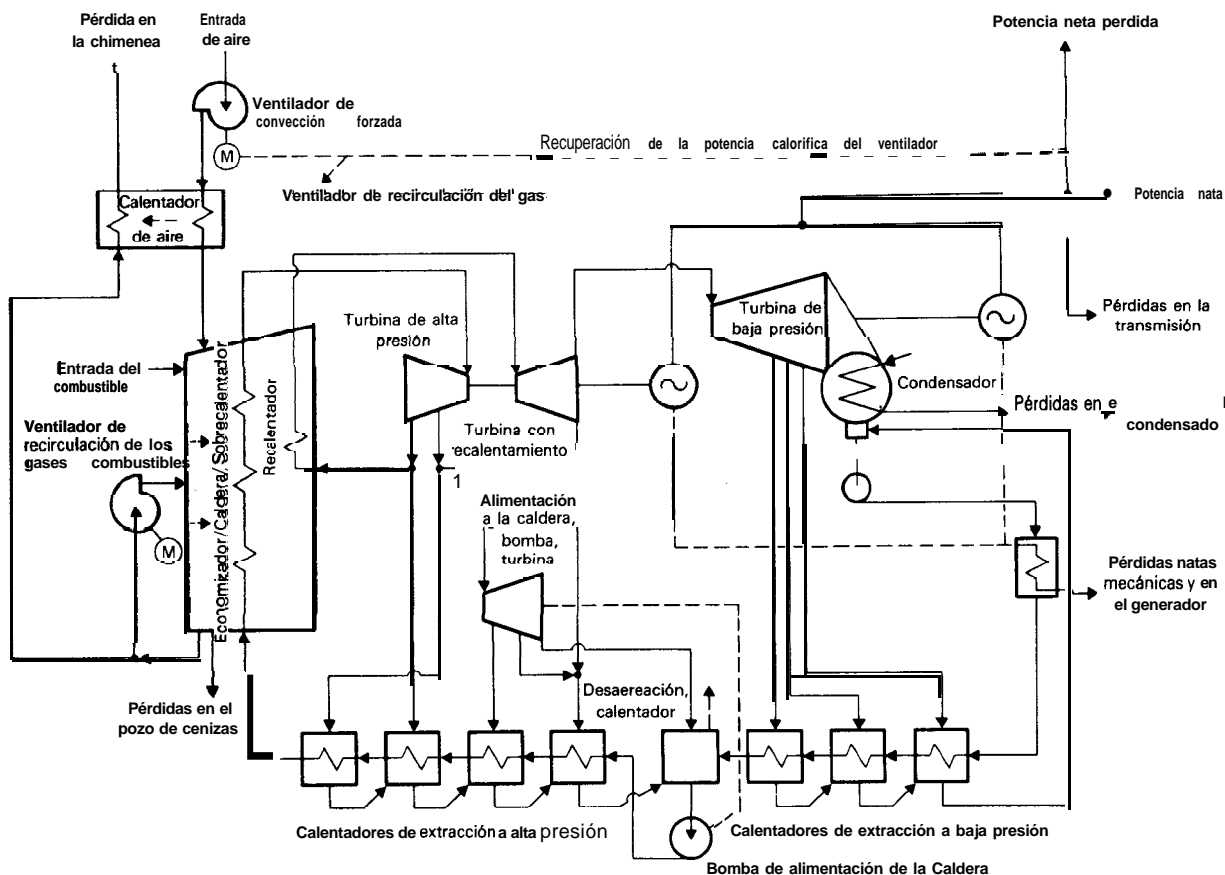 Pérdida en
la chimenea
Entrada
de aire
Potencia neta perdida
Ventilador de
convección forzada
M
Recuperación de la potencia calorifica del ventilador
Ventilador de recirculación del gas
Potencia nata
Calentador
de aire
Turbina de alta
presión
Turbina de
baja presión
Pérdidas en la
transmisión
Entrada del
combustible
Condensador
Pérdidas en e l
condensado
Ventilador de
recirculación de los
gases combustibles
Economizador/Caldera/Sobrecalentador
Recalentador
Turbina con
recalentamiento
1
M
Alimentación
a la caldera,
bomba,
turbina
Pérdidas natas
mecánicas y en
el generador
Desaereación,
calentador
Pérdidas en el
pozo de cenizas
Calentadores de extracción a alta presión
Calentadores de extracción a baja presión
Bomba de alimentación de la Caldera